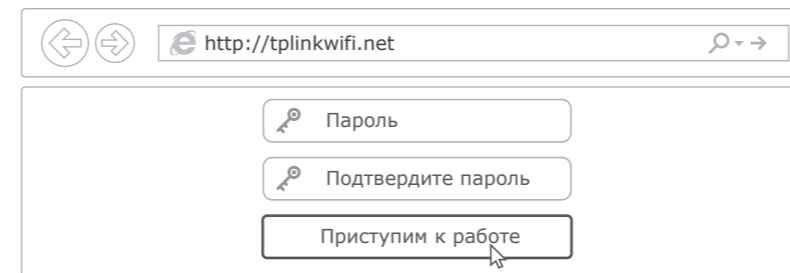 http://tplinkwifi.net
Пароль
Подтвердите пароль
Приступим к работе